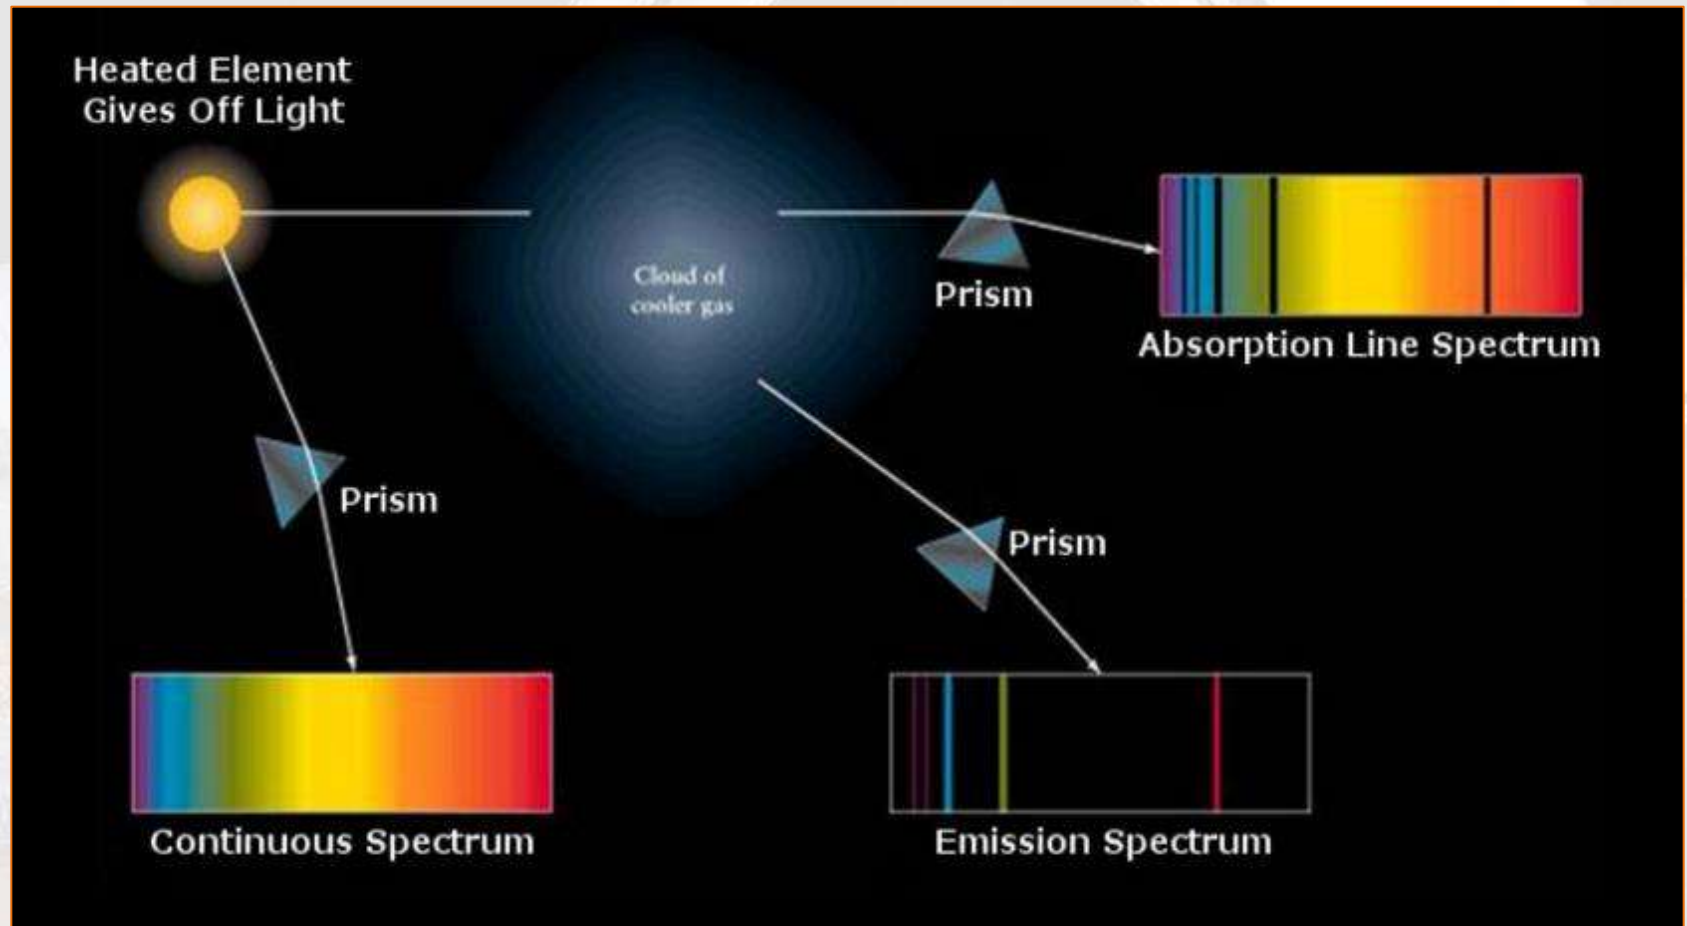 Heated Element
Gives Off Light
Cloud of
cooler gas
Prism
Absorption Line Spectrum
Prism
Prism
Continuous Spectrum
Emission Spectrum